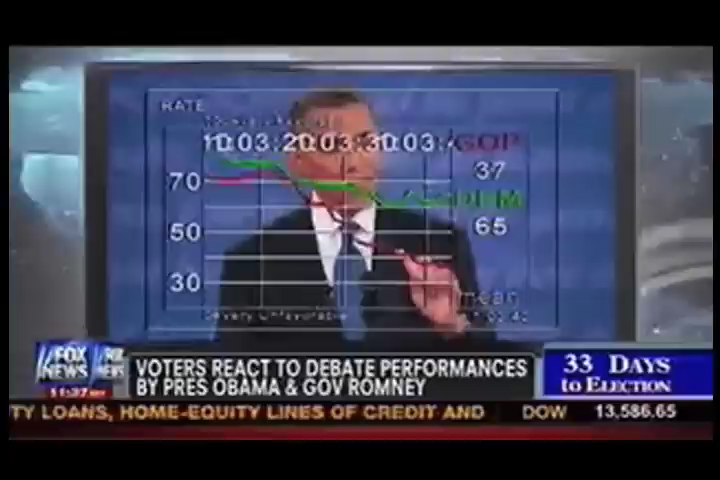 RATE
10:03:20:03:30:03:
GOP
37
70
DEM
65
50
30
mean
FOX
NEWS
VOTERS REACT TO DEBATE PERFORMANCES
BY PRES OBAMA & GOV ROMNEY
33 DAYS
TO ELECTION
TY LOANS, HOME-EQUITY LINES OF CREDIT AND DOW 13,586.65